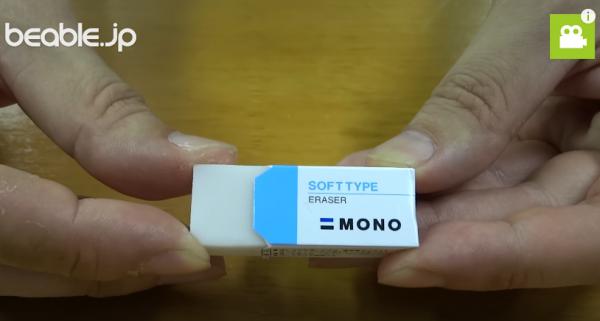 beable.jp
SOFT TYPE
ERASER
MONO